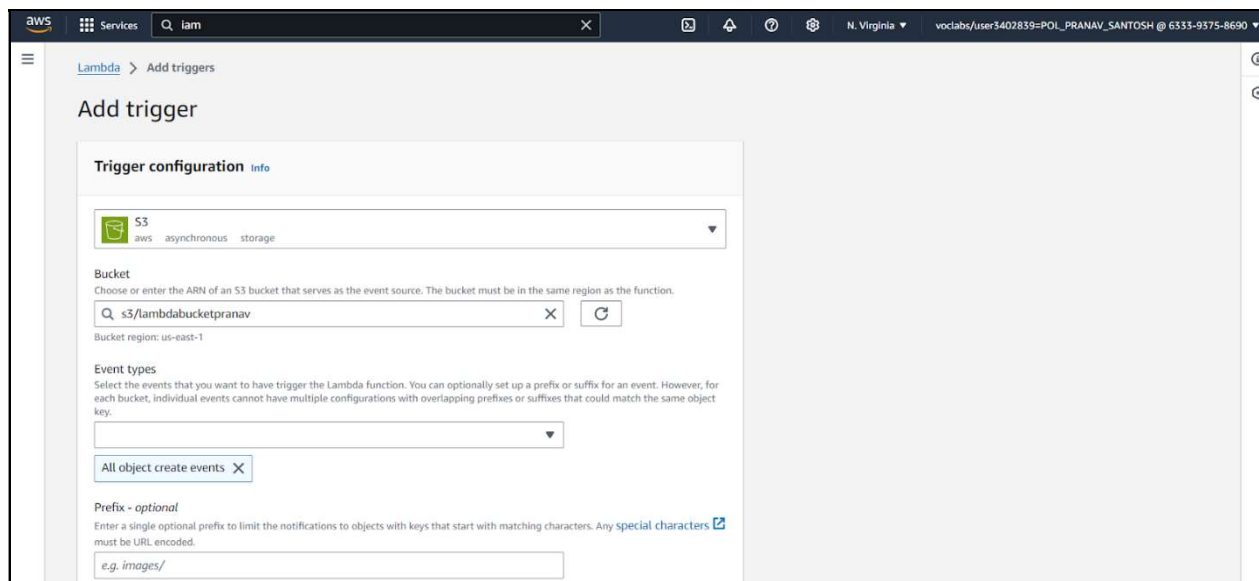 aws
Services
iam
N. Virginia
voclabs/user3402839=POL_PRANAV_SANTOSH @ 6333-9375-8690
Lambda > Add triggers
Add trigger
Trigger configuration Info
S3
aws asynchronous storage
Bucket
Choose or enter the ARN of an S3 bucket that serves as the event source. The bucket must be in the same region as the function.
s3/lambdabucketpranav
Bucket region: us-east-1
Event types
Select the events that you want to have trigger the Lambda function. You can optionally set up a prefix or suffix for an event. However, for
each bucket, individual events cannot have multiple configurations with overlapping prefixes or suffixes that could match the same object
key.
All object create events
Prefix - optional
Enter a single optional prefix to limit the notifications to objects with keys that start with matching characters. Any special characters
must be URL encoded.
e.g. images/